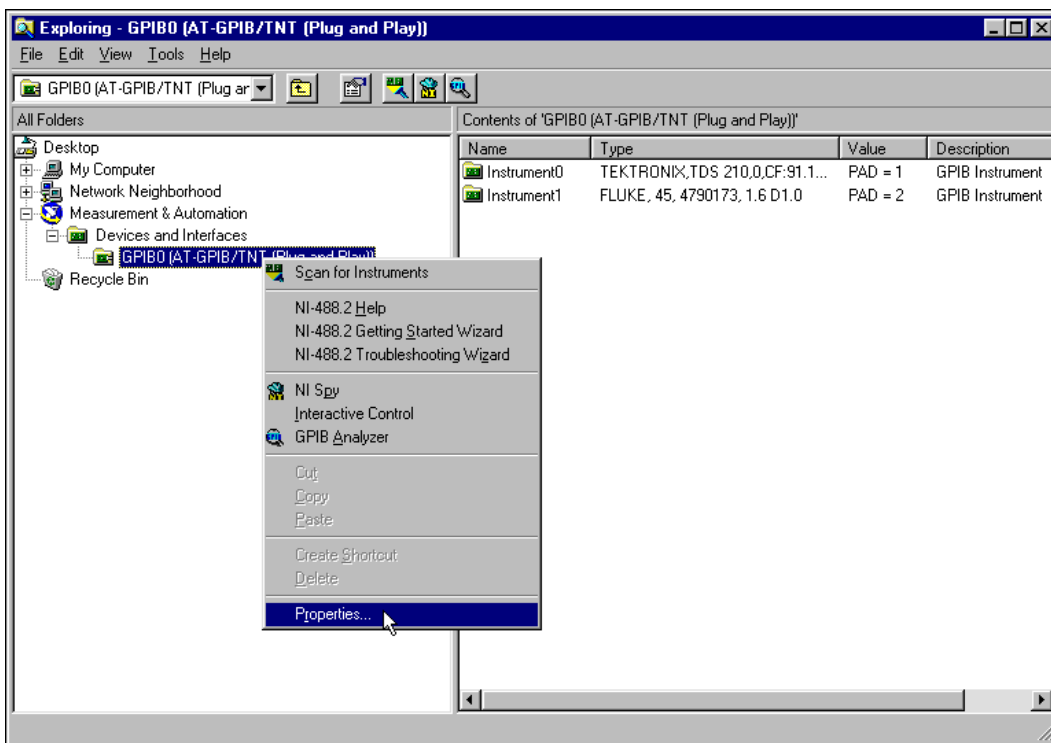 Exploring - GPIB0 (AT-GPIB/TNT (Plug and Play))
File Edit View Tools Help
GPIB0 (AT-GPIB/TNT (Plug ar
All Folders
Contents of 'GPIB0 (AT-GPIB/TNT (Plug and Play))'
Desktop
My Computer
Network Neighborhood
Measurement & Automation
Devices and Interfaces
GPIB0 (AT-GPIB/TNT (Plug and Play))
Recycle Bin
Name Type Value Description
Instrument0 TEKTRONIX,TDS 210,0,CF:91.1... PAD = 1 GPIB Instrument
Instrument1 FLUKE, 45, 4790173, 1.6 D1.0 PAD = 2 GPIB Instrument
Scan for Instruments
NI-488.2 Help
NI-488.2 Getting Started Wizard
NI-488.2 Troubleshooting Wizard
NI Spy
Interactive Control
GPIB Analyzer
Cut
Copy
Paste
Create Shortcut
Delete
Properties...